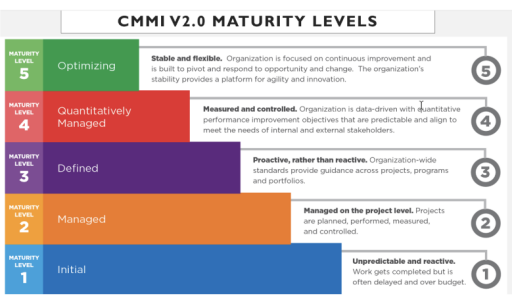 CMMI V2.0 MATURITY LEVELS
MATURITY
LEVEL
5
Optimizing
Stable and flexible. Organization is focused on continuous improvement and
is built to pivot and respond to opportunity and change. The organization's
stability provides a platform for agility and innovation.
5
MATURITY
LEVEL
4
Quantitatively
Managed
Measured and controlled. Organization is data-driven with quantitative
performance improvement objectives that are predictable and align to
meet the needs of internal and external stakeholders.
4
MATURITY
LEVEL
3
Defined
Proactive, rather than reactive. Organization-wide
standards provide guidance across projects, programs
and portfolios.
3
MATURITY
LEVEL
2
Managed
Managed on the project level. Projects
are planned, performed, measured,
and controlled.
2
MATURITY
LEVEL
1
Initial
Unpredictable and reactive.
Work gets completed but is
often delayed and over budget.
1